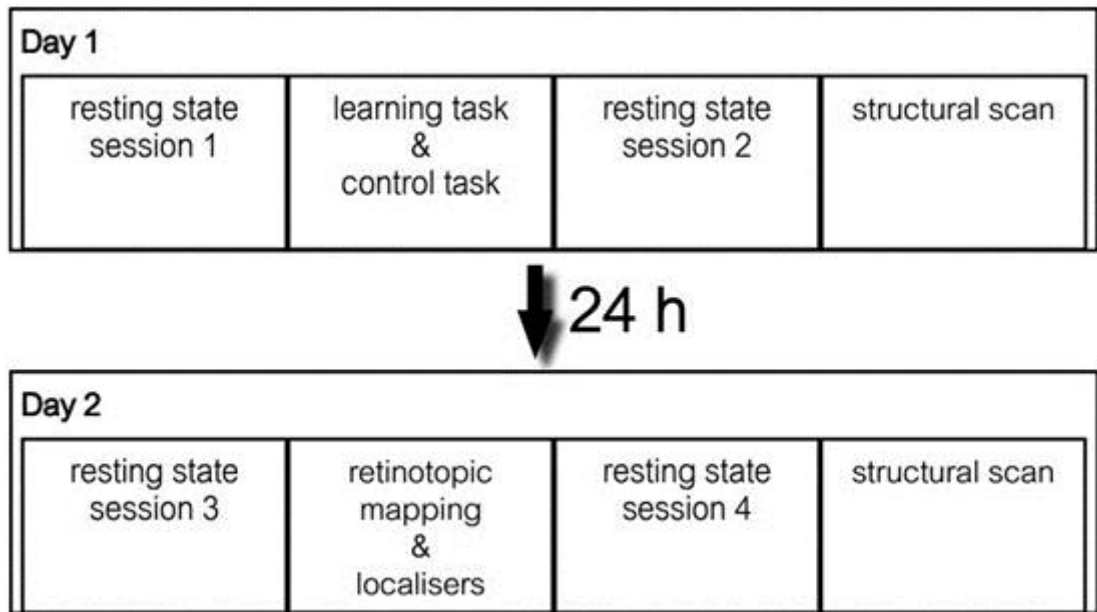 Day 1
resting state
session 1
learning task
&
control task
resting state
session 2
structural scan
24 h
Day 2
resting state
session 3
retinotopic
mapping
&
localisers
resting state
session 4
structural scan